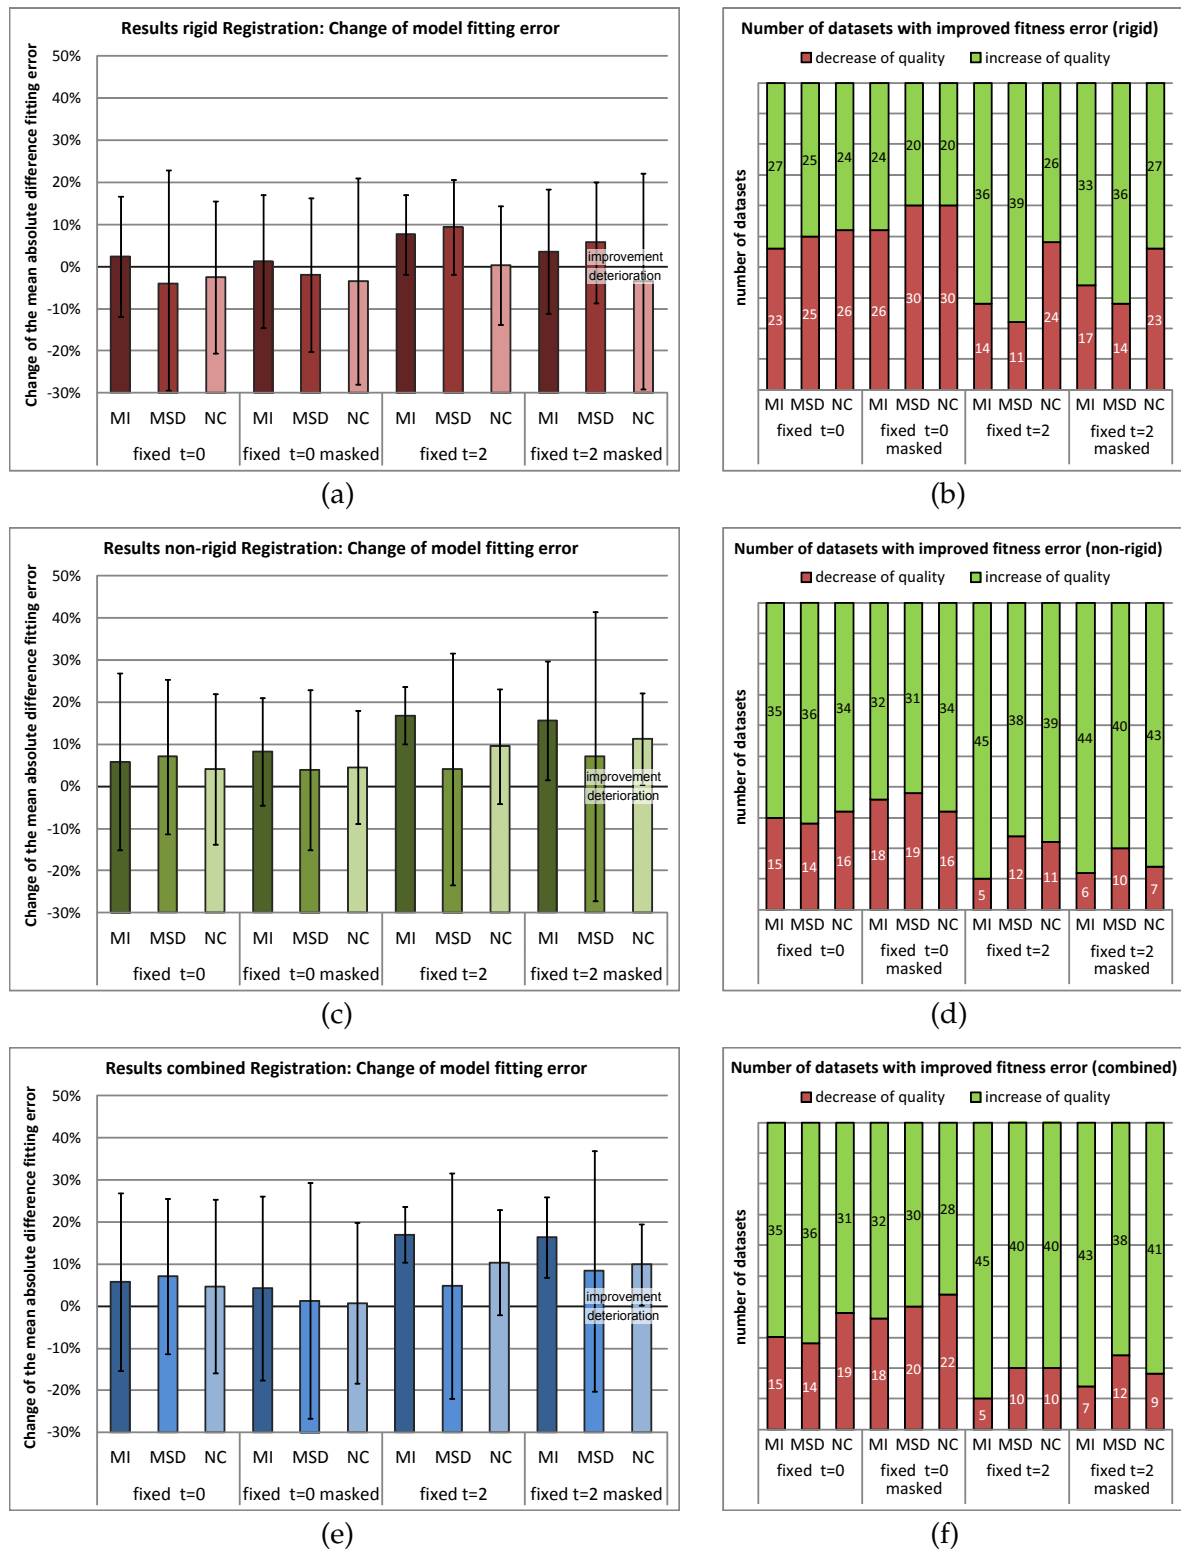 Results rigid Registration: Change of model fitting error
Change of the mean absolute difference fitting error
50%
40%
30%
20%
10%
0%
-10%
-20%
-30%
improvement
deterioration
MI MSD NC MI MSD NC MI MSD NC MI MSD NC
fixed t=0 fixed t=0 masked fixed t=2 fixed t=2 masked
(a)
Number of datasets with improved fitness error (rigid)
decrease of quality increase of quality
number of datasets
27 25 24 24 20 20 36 39 26 33 36 27
23 25 26 26 30 30 14 11 24 17 14 23
MI MSD NC MI MSD NC MI MSD NC MI MSD NC
fixed t=0 fixed t=0 fixed t=2 fixed t=2
masked masked
(b)
Results non-rigid Registration: Change of model fitting error
Change of the mean absolute difference fitting error
50%
40%
30%
20%
10%
0%
-10%
-20%
-30%
improvement
deterioration
MI MSD NC MI MSD NC MI MSD NC MI MSD NC
fixed t=0 fixed t=0 masked fixed t=2 fixed t=2 masked
(c)
Number of datasets with improved fitness error (non-rigid)
decrease of quality increase of quality
number of datasets
35 36 34 32 31 34 45 38 39 44 40 43
15 14 16 18 19 16 5 12 11 6 10 7
MI MSD NC MI MSD NC MI MSD NC MI MSD NC
fixed t=0 fixed t=0 fixed t=2 fixed t=2
masked masked
(d)
Results combined Registration: Change of model fitting error
Change of the mean absolute difference fitting error
50%
40%
30%
20%
10%
0%
-10%
-20%
-30%
improvement
deterioration
MI MSD NC MI MSD NC MI MSD NC MI MSD NC
fixed t=0 fixed t=0 masked fixed t=2 fixed t=2 masked
(e)
Number of datasets with improved fitness error (combined)
decrease of quality increase of quality
number of datasets
35 36 31 32 30 28 45 40 40 43 38 41
15 14 19 18 20 22 5 10 10 7 12 9
MI MSD NC MI MSD NC MI MSD NC MI MSD NC
fixed t=0 fixed t=0 fixed t=2 fixed t=2
masked masked
(f)